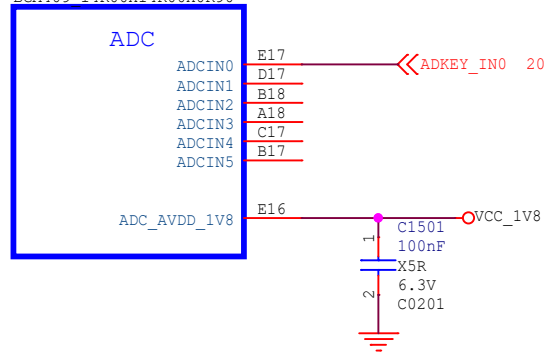 ADC
ADCIN0 E17 ADKEY_IN0 20
ADCIN1 D17
ADCIN2 B18
ADCIN3 A18
ADCIN4 C17
ADCIN5 B17
ADC_AVDD_1V8 E16 VCC_1V8
C1501
1 100nF
X5R
2 6.3V
C0201